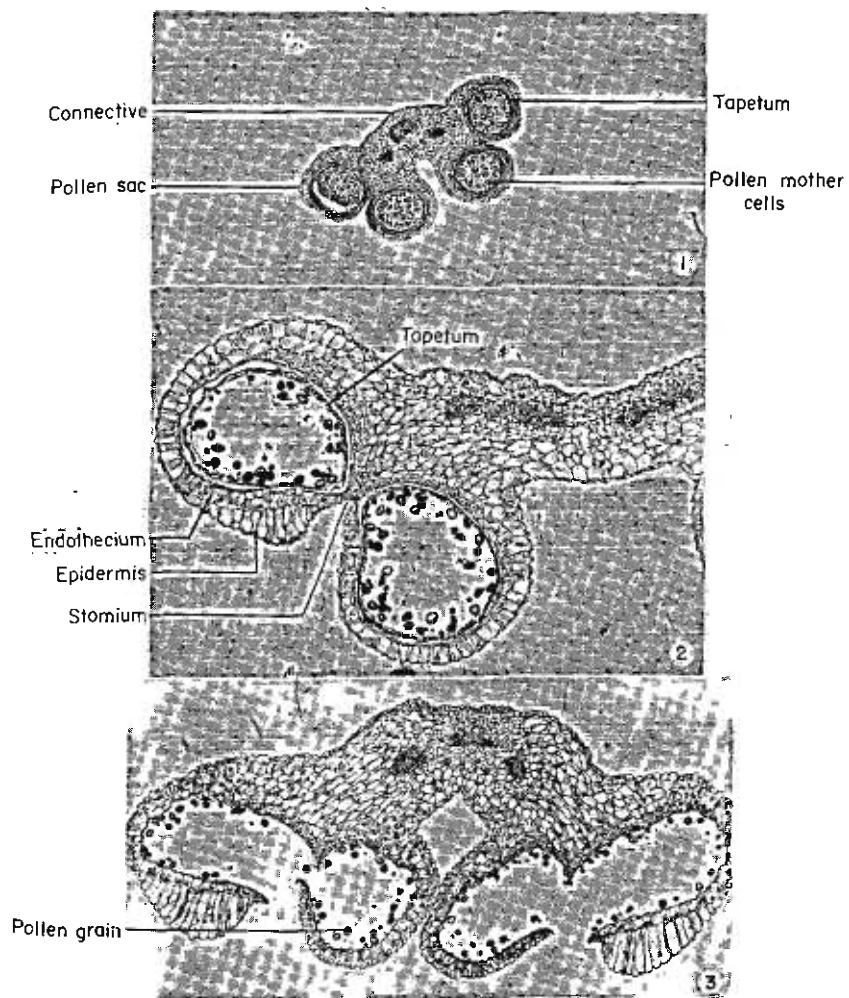 Connective
Tapetum
Pollen sac
Pollen mother
cells
1
Tapetum
Endothecium
Epidermis
Stomium
2
Pollen grain
3